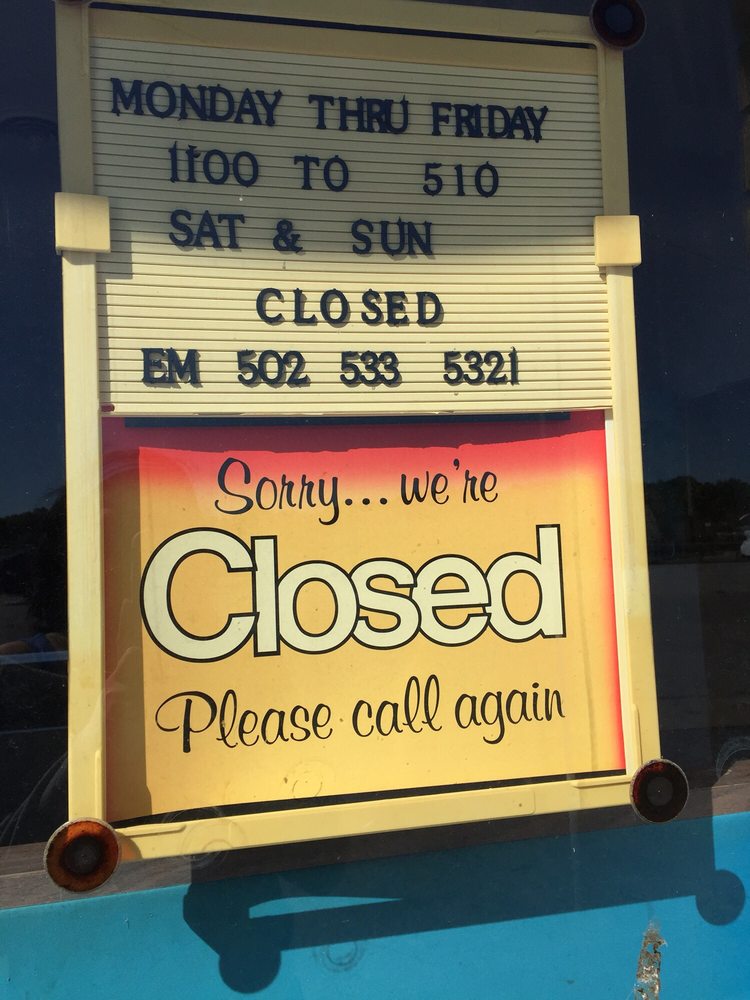 MONDAY THRU FRIDAY
1100 TO 510
SAT & SUN
CLOSED
EM 502 533 5321
Sorry... we're
Closed
Please call again